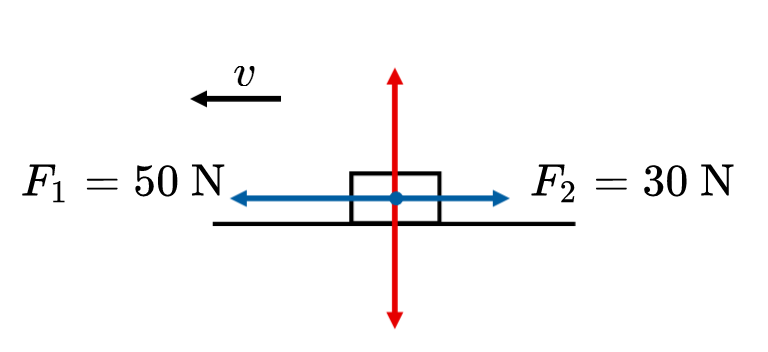 v
F₁ = 50 N
F₂ = 30 N